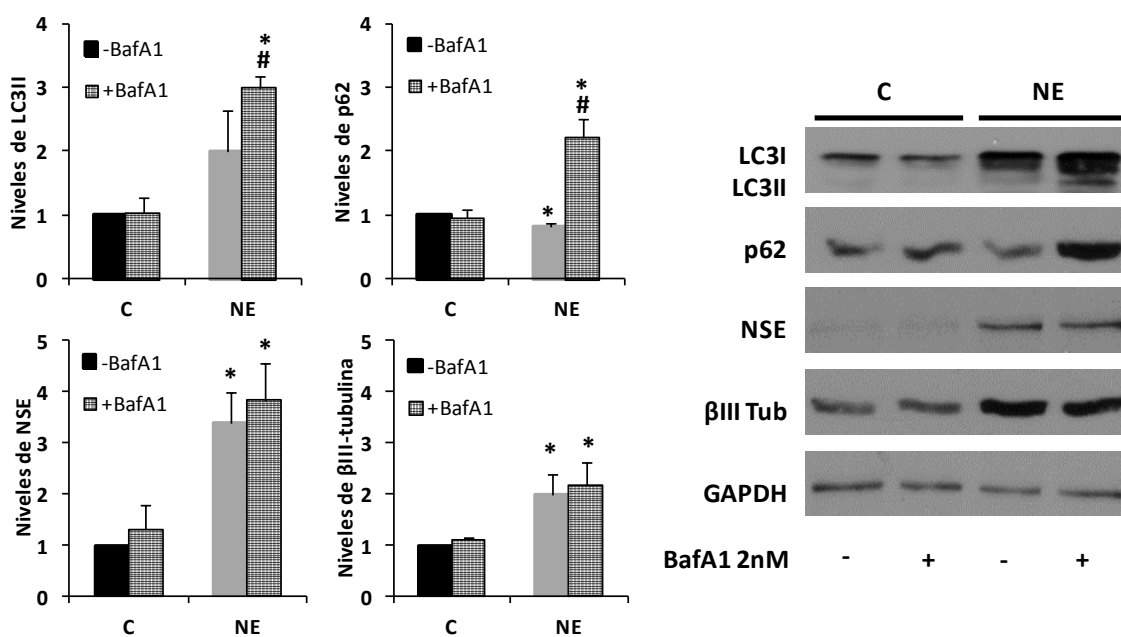 Niveles de LC3II
4
3
2
1
0
-BafA1
+BafA1
*
#
C
NE
Niveles de p62
4
3
2
1
0
-BafA1
+BafA1
*
*
#
C
NE
Niveles de NSE
5
4
3
2
1
0
-BafA1
+BafA1
*
*
C
NE
Niveles de βIII-tubulina
5
4
3
2
1
0
-BafA1
+BafA1
*
*
C
NE
C NE
LC3I
LC3II
p62
NSE
βIII Tub
GAPDH
BafA1 2nM - + - +